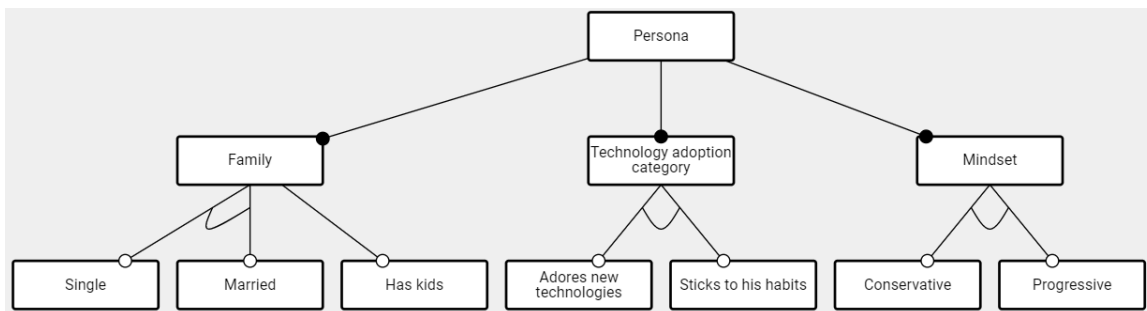 Persona
Family
Technology adoption
category
Mindset
Single
Married
Has kids
Adores new
technologies
Sticks to his habits
Conservative
Progressive